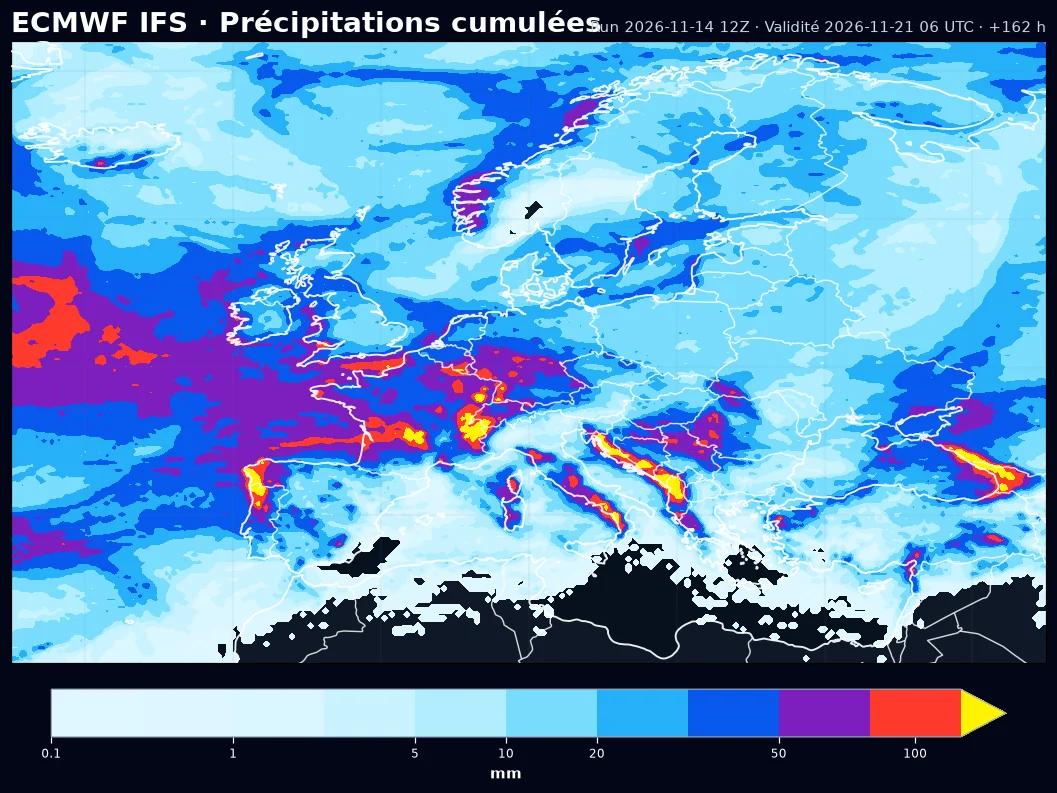 ECMWF IFS · Précipitations cumulées
Run 2026-11-14 12Z · Validité 2026-11-21 06 UTC · +162 h
0.1 1 5 10 20 50 100
mm